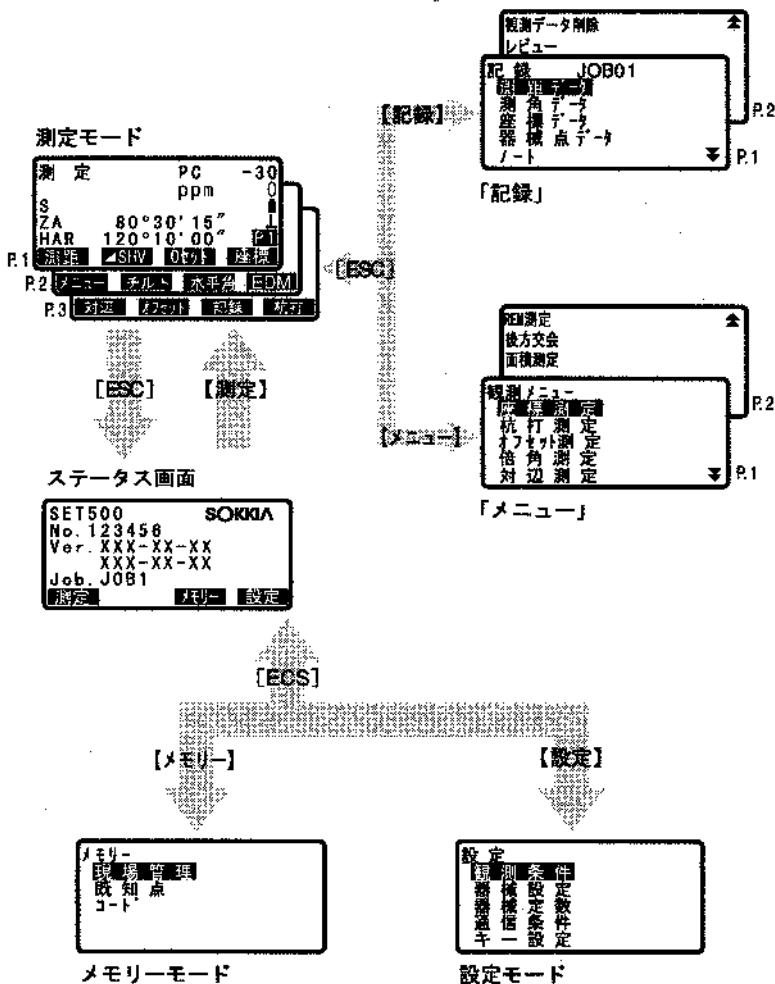 観測データ削除
レビュー
記録 JOB01
測距データ
測角データ
座標データ
器械点データ
ノート
P.2
P.1
「記録」
【記録】
測定モード
測定 PC -30
ppm 0
S
ZA 80°30'15"
HAR 120°10'00" P1
P.1 測距 ⊿SHV 0セット 座標
P.2 メニュー チルト 水平角 EDM
P.3 対辺 オフセット 記録 杭打
[ESC]
[ESC]
【測定】
REM測定
後方交会
面積測定
観測メニュー
座標測定
杭打測定
オフセット測定
倍角測定
対辺測定
P.2
P.1
「メニュー」
【メニュー】
ステータス画面
SET500 SOKKIA
No.123456
Ver.XXX-XX-XX
XXX-XX-XX
Job.JOB1
測定 メモリー 設定
[ECS]
【メモリー】
【設定】
メモリー
現場管理
既知点
コード
メモリーモード
設定
観測条件
器械設定
器械定数
通信条件
キー設定
設定モード